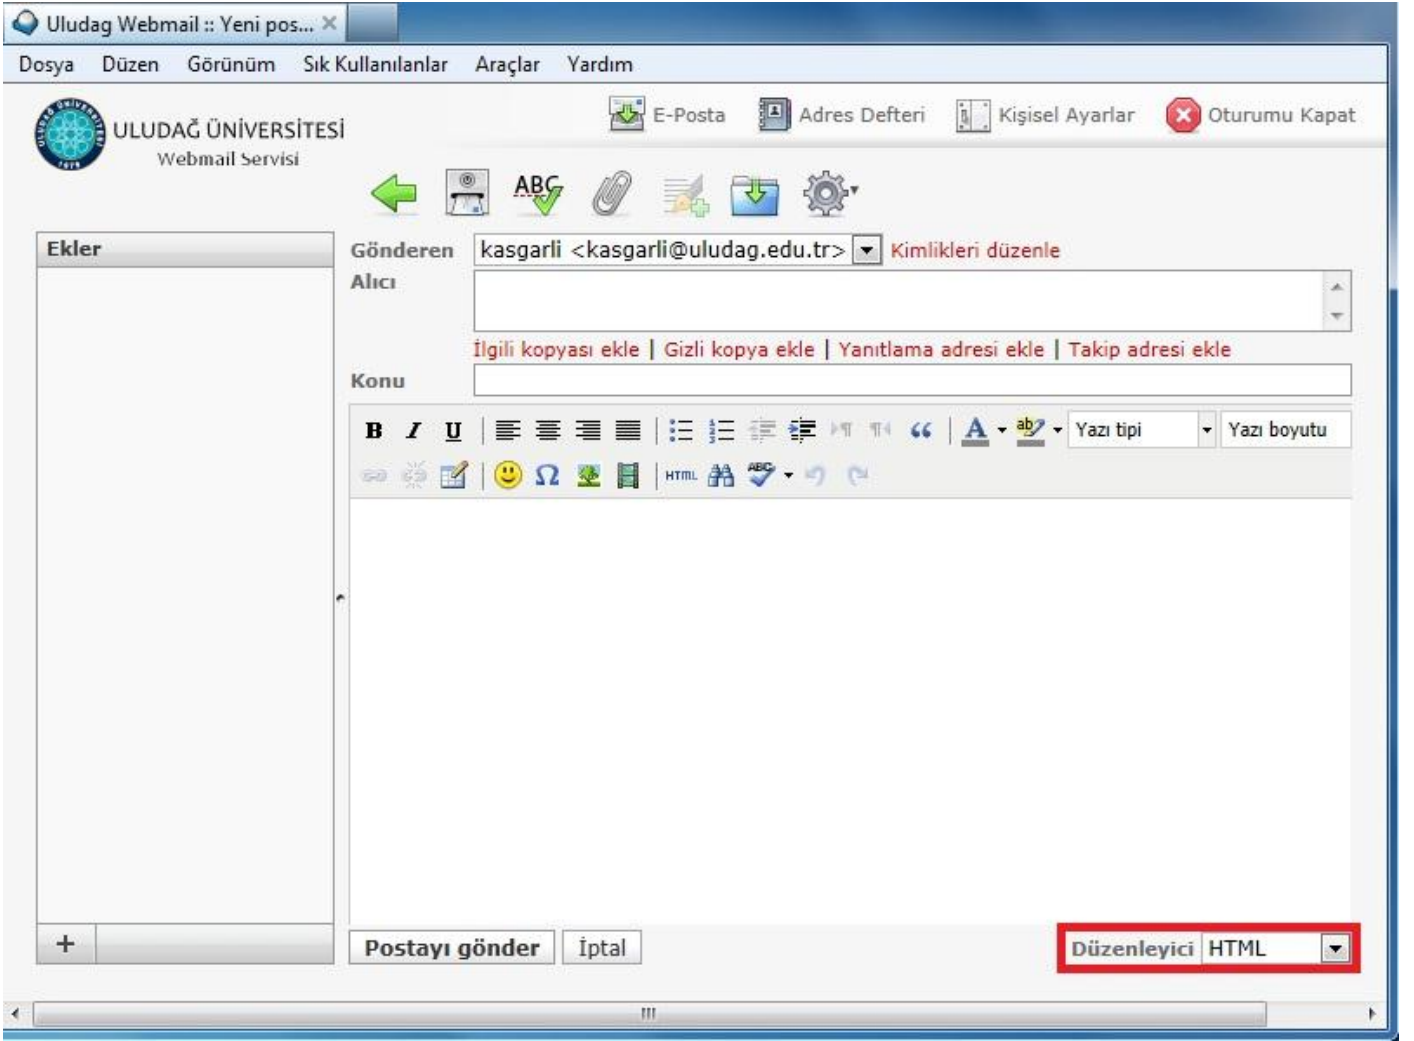 Uludag Webmail :: Yeni pos...
Dosya Düzen Görünüm Sık Kullanılanlar Araçlar Yardım
ULUDAĞ ÜNİVERSİTESİ
Webmail Servisi
E-Posta Adres Defteri Kişisel Ayarlar Oturumu Kapat
ABC
Ekler
Gönderen kasgarli <kasgarli@uludag.edu.tr> Kimlikleri düzenle
Alıcı
İlgili kopyası ekle | Gizli kopya ekle | Yanıtlama adresi ekle | Takip adresi ekle
Konu
B I U A ab Yazı tipi Yazı boyutu
Ω HTML ABC
+ Postayı gönder İptal Düzenleyici HTML